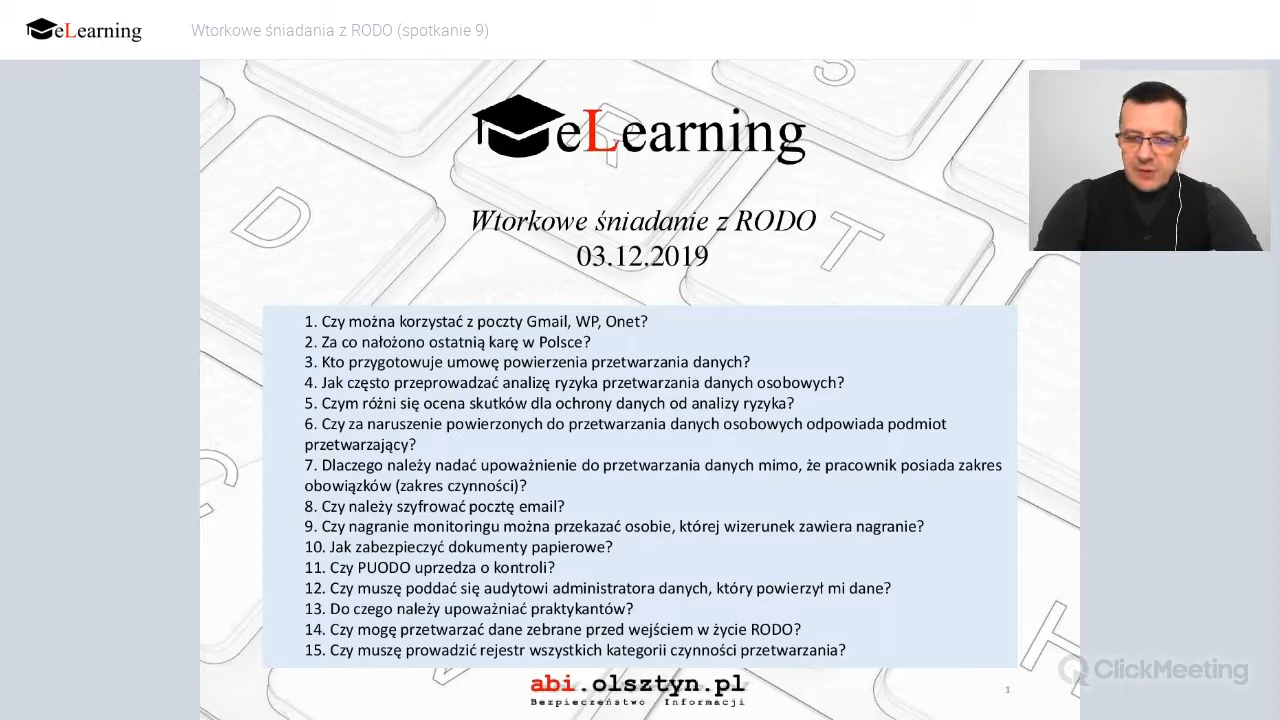 eLearning
Wtorkowe śniadania z RODO (spotkanie 9)
eLearning
Wtorkowe śniadanie z RODO
03.12.2019
1. Czy można korzystać z poczty Gmail, WP, Onet?
2. Za co nałożono ostatnią karę w Polsce?
3. Kto przygotowuje umowę powierzenia przetwarzania danych?
4. Jak często przeprowadzać analizę ryzyka przetwarzania danych osobowych?
5. Czym różni się ocena skutków dla ochrony danych od analizy ryzyka?
6. Czy za naruszenie powierzonych do przetwarzania danych osobowych odpowiada podmiot
przetwarzający?
7. Dlaczego należy nadać upoważnienie do przetwarzania danych mimo, że pracownik posiada zakres
obowiązków (zakres czynności)?
8. Czy należy szyfrować pocztę email?
9. Czy nagranie monitoringu można przekazać osobie, której wizerunek zawiera nagranie?
10. Jak zabezpieczyć dokumenty papierowe?
11. Czy PUODO uprzedza o kontroli?
12. Czy muszę poddać się audytowi administratora danych, który powierzył mi dane?
13. Do czego należy upoważniać praktykantów?
14. Czy mogę przetwarzać dane zebrane przed wejściem w życie RODO?
15. Czy muszę prowadzić rejestr wszystkich kategorii czynności przetwarzania?
abi.olsztyn.pl
Bezpieczeństwo Informacji
1
ClickMeeting
D
T
S
R
C
H